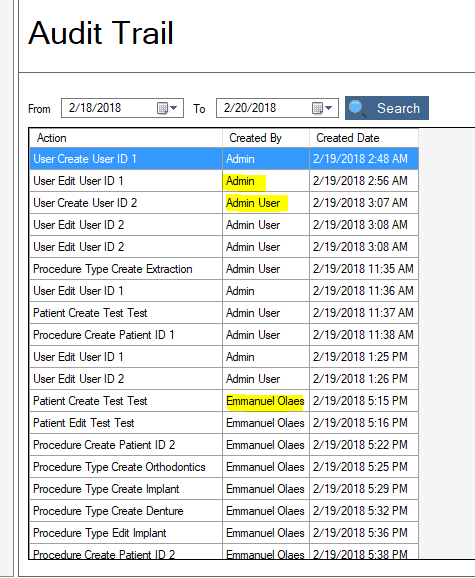 Audit Trail
From 2/18/2018 To 2/20/2018 Search
Action Created By Created Date
User Create User ID 1 Admin 2/19/2018 2:48 AM
User Edit User ID 1 Admin 2/19/2018 2:56 AM
User Create User ID 2 Admin User 2/19/2018 3:07 AM
User Edit User ID 2 Admin User 2/19/2018 3:08 AM
User Edit User ID 2 Admin User 2/19/2018 3:08 AM
Procedure Type Create Extraction Admin User 2/19/2018 11:35 AM
User Edit User ID 1 Admin 2/19/2018 11:36 AM
Patient Create Test Test Admin User 2/19/2018 11:37 AM
Procedure Create Patient ID 1 Admin User 2/19/2018 11:38 AM
User Edit User ID 1 Admin 2/19/2018 1:25 PM
User Edit User ID 2 Admin User 2/19/2018 1:26 PM
Patient Create Test Test Emmanuel Olaes 2/19/2018 5:15 PM
Patient Edit Test Test Emmanuel Olaes 2/19/2018 5:16 PM
Procedure Create Patient ID 2 Emmanuel Olaes 2/19/2018 5:22 PM
Procedure Type Create Orthodontics Emmanuel Olaes 2/19/2018 5:25 PM
Procedure Type Create Implant Emmanuel Olaes 2/19/2018 5:29 PM
Procedure Type Create Denture Emmanuel Olaes 2/19/2018 5:32 PM
Procedure Type Edit Implant Emmanuel Olaes 2/19/2018 5:36 PM
Procedure Create Patient ID 2 Emmanuel Olaes 2/19/2018 5:38 PM